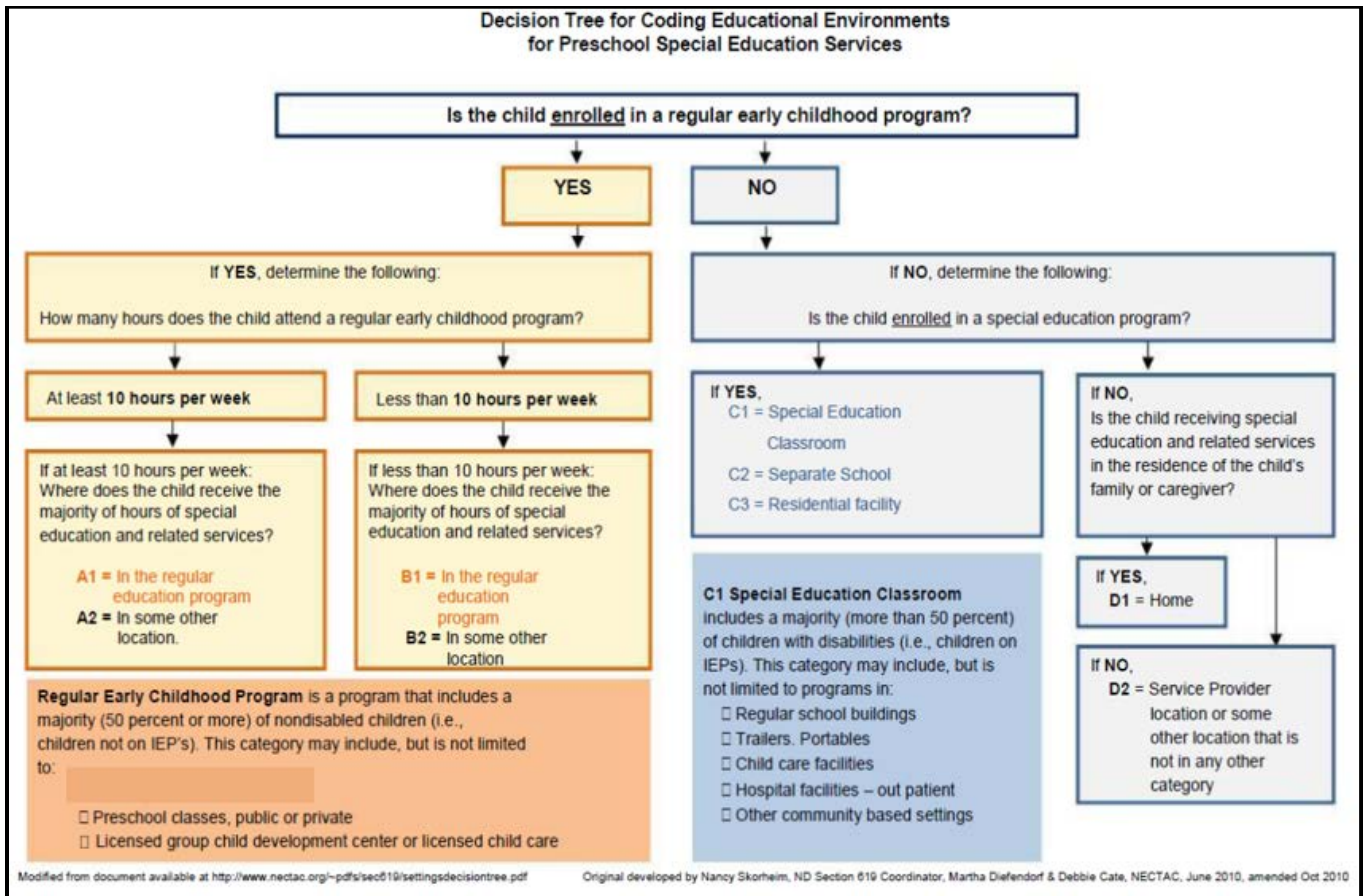 Decision Tree for Coding Educational Environments
for Preschool Special Education Services
Is the child enrolled in a regular early childhood program?
YES
NO
If YES, determine the following:
How many hours does the child attend a regular early childhood program?
If NO, determine the following:
Is the child enrolled in a special education program?
At least 10 hours per week
Less than 10 hours per week
If at least 10 hours per week:
Where does the child receive the
majority of hours of special
education and related services?
A1 = In the regular
education program
A2 = In some other
location.
If less than 10 hours per week:
Where does the child receive the
majority of hours of special
education and related services?
B1 = In the regular
education
program
B2 = In some other
location
If YES,
C1 = Special Education
Classroom
C2 = Separate School
C3 = Residential facility
If NO,
Is the child receiving special
education and related services
in the residence of the child's
family or caregiver?
If YES,
D1 = Home
If NO,
D2 = Service Provider
location or some
other location that is
not in any other
category
Regular Early Childhood Program is a program that includes a
majority (50 percent or more) of nondisabled children (i.e.,
children not on IEP's). This category may include, but is not limited
to:
□ Preschool classes, public or private
□ Licensed group child development center or licensed child care
C1 Special Education Classroom
includes a majority (more than 50 percent)
of children with disabilities (i.e., children on
IEPs). This category may include, but is
not limited to programs in:
□ Regular school buildings
□ Trailers. Portables
□ Child care facilities
□ Hospital facilities – out patient
□ Other community based settings
Modified from document available at http://www.nectac.org/~pdfs/sec619/settingsdecisiontree.pdf
Original developed by Nancy Skorheim, ND Section 619 Coordinator, Martha Diefendorf & Debbie Cate, NECTAC, June 2010, amended Oct 2010